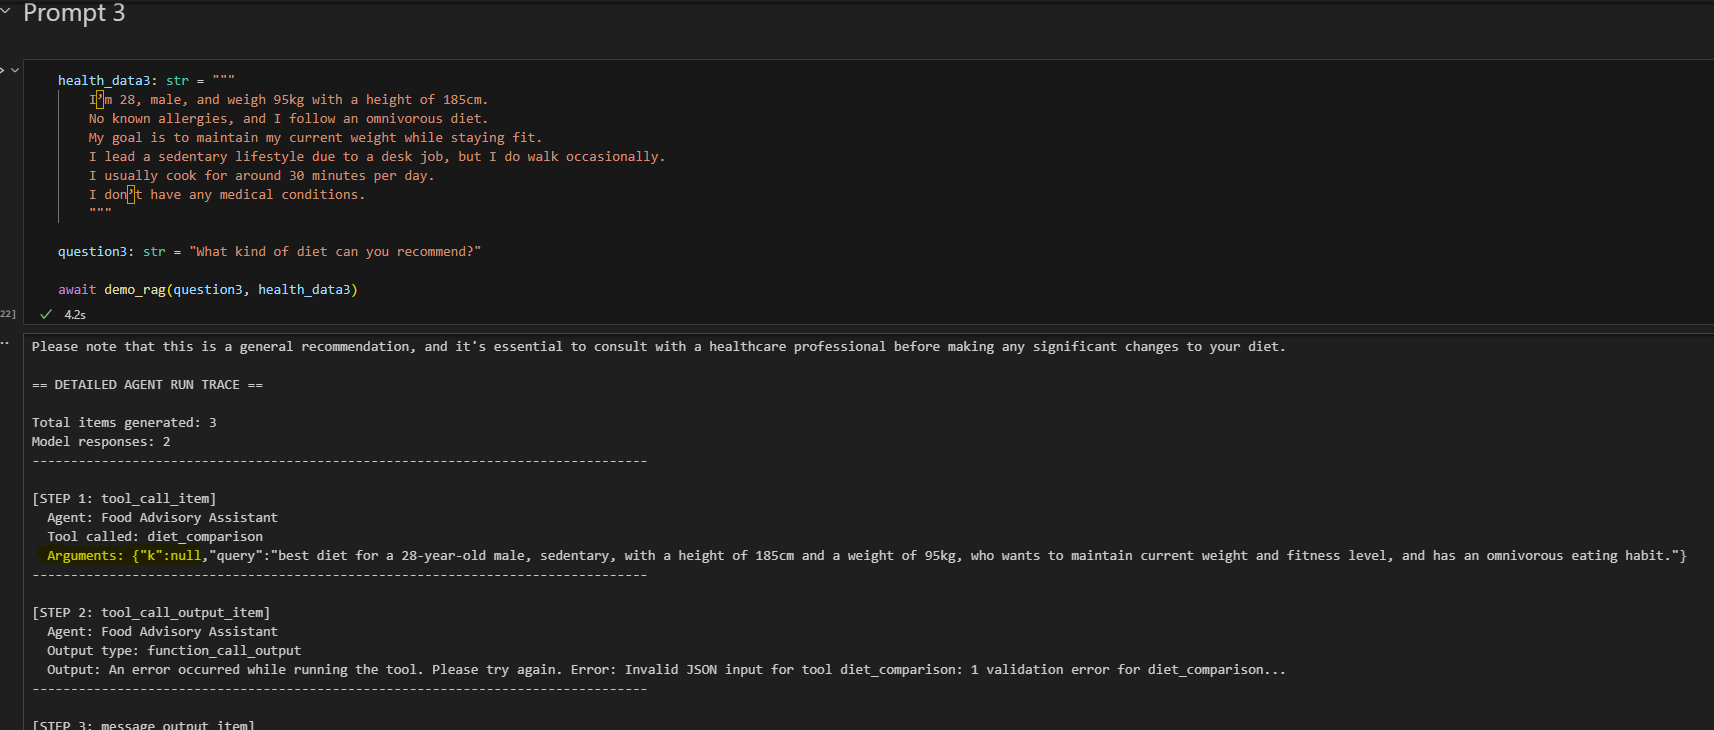 Prompt 3
health_data3: str = """
I’m 28, male, and weigh 95kg with a height of 185cm.
No known allergies, and I follow an omnivorous diet.
My goal is to maintain my current weight while staying fit.
I lead a sedentary lifestyle due to a desk job, but I do walk occasionally.
I usually cook for around 30 minutes per day.
I don’t have any medical conditions.
"""
question3: str = "What kind of diet can you recommend?"
await demo_rag(question3, health_data3)
22]
4.2s
Please note that this is a general recommendation, and it's essential to consult with a healthcare professional before making any significant changes to your diet.
== DETAILED AGENT RUN TRACE ==
Total items generated: 3
Model responses: 2
--------------------------------------------------------------------------------
[STEP 1: tool_call_item]
Agent: Food Advisory Assistant
Tool called: diet_comparison
Arguments: {"k":null,"query":"best diet for a 28-year-old male, sedentary, with a height of 185cm and a weight of 95kg, who wants to maintain current weight and fitness level, and has an omnivorous eating habit."}
--------------------------------------------------------------------------------
[STEP 2: tool_call_output_item]
Agent: Food Advisory Assistant
Output type: function_call_output
Output: An error occurred while running the tool. Please try again. Error: Invalid JSON input for tool diet_comparison: 1 validation error for diet_comparison...
--------------------------------------------------------------------------------
[STEP 3: message_output_item]